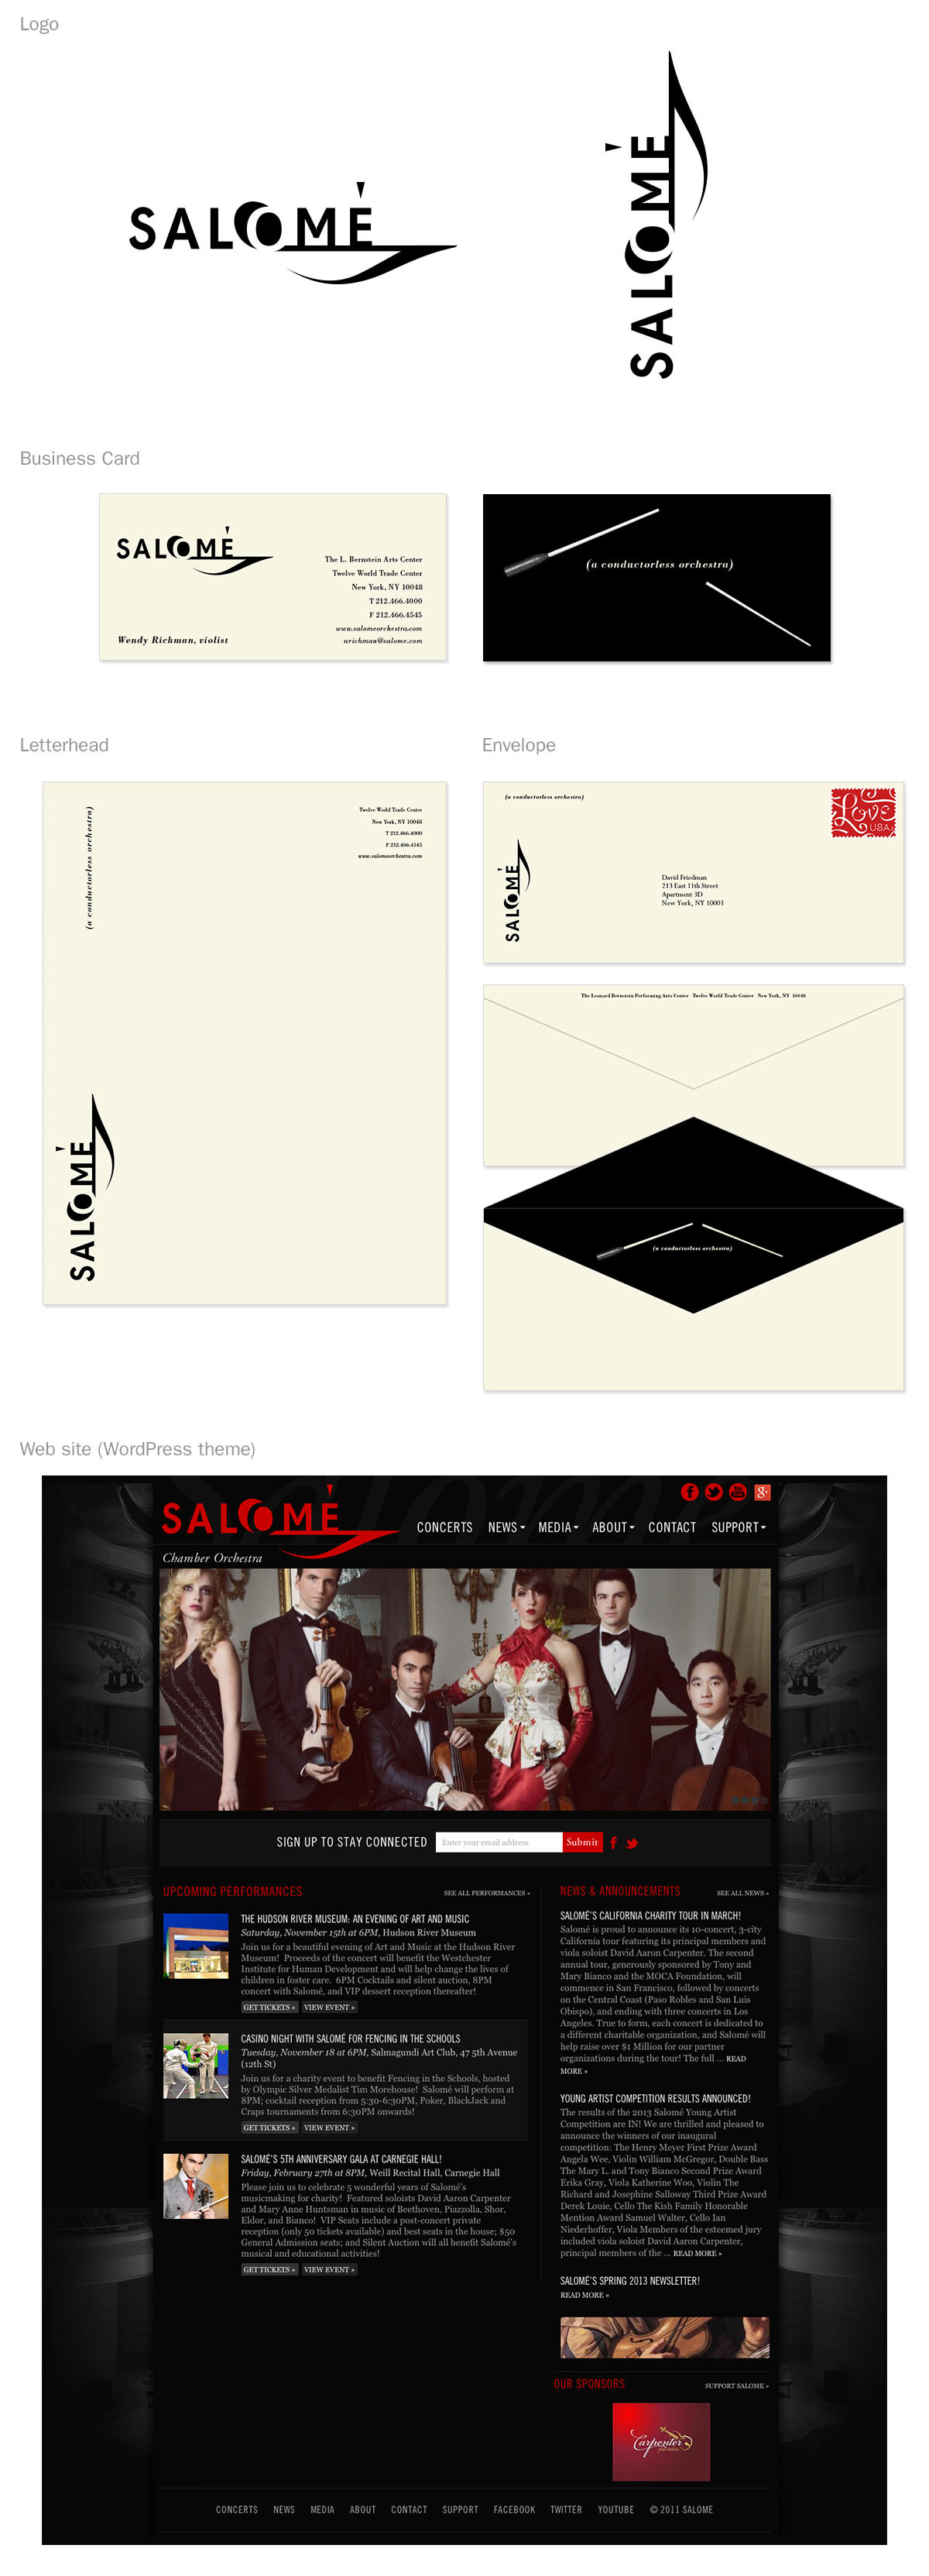 Logo
SALOMÉ
SALOMÉ
Business Card
SALOMÉ
The L. Bernstein Arts Center
Twelve World Trade Center
New York, NY 10048
T 212.466.4000
F 212.466.4545
www.salomeorchestra.com
wrichman@salome.com
Wendy Richman, violist
(a conductorless orchestra)
Letterhead
(a conductorless orchestra)
Twelve World Trade Center
New York, NY 10048
T 212.466.4000
F 212.466.4545
www.salomeorchestra.com
SALOMÉ
Envelope
(a conductorless orchestra)
Love
USA
SALOMÉ
David Friedman
213 East 11th Street
Apartment 3D
New York, NY 10003
The Leonard Bernstein Performing Arts Center Twelve World Trade Center New York, NY 10048
(a conductorless orchestra)
Web site (WordPress theme)
SALOMÉ
Chamber Orchestra
CONCERTS NEWS MEDIA ABOUT CONTACT SUPPORT
SIGN UP TO STAY CONNECTED Enter your email address Submit
UPCOMING PERFORMANCES SEE ALL PERFORMANCES »
THE HUDSON RIVER MUSEUM: AN EVENING OF ART AND MUSIC
Saturday, November 15th at 6PM, Hudson River Museum
Join us for a beautiful evening of Art and Music at the Hudson River
Museum! Proceeds of the concert will benefit the Westchester
Institute for Human Development and will help change the lives of
children in foster care. 6PM Cocktails and silent auction, 8PM
concert with Salomé, and VIP dessert reception thereafter!
GET TICKETS » VIEW EVENT »
CASINO NIGHT WITH SALOMÉ FOR FENCING IN THE SCHOOLS
Tuesday, November 18 at 6PM, Salmagundi Art Club, 47 5th Avenue
(12th St)
Join us for a charity event to benefit Fencing in the Schools, hosted
by Olympic Silver Medalist Tim Morehouse! Salomé will perform at
8PM; cocktail reception from 5:30-6:30PM, Poker, BlackJack and
Craps tournaments from 6:30PM onwards!
GET TICKETS » VIEW EVENT »
SALOMÉ'S 5TH ANNIVERSARY GALA AT CARNEGIE HALL!
Friday, February 27th at 8PM, Weill Recital Hall, Carnegie Hall
Please join us to celebrate 5 wonderful years of Salomé's
musicmaking for charity! Featured soloists David Aaron Carpenter
and Mary Anne Huntsman in music of Beethoven, Piazzolla, Shor,
Eldor, and Bianco! VIP Seats include a post-concert private
reception (only 50 tickets available) and best seats in the house; $50
General Admission seats; and Silent Auction will all benefit Salomé's
musical and educational activities!
GET TICKETS » VIEW EVENT »
NEWS & ANNOUNCEMENTS SEE ALL NEWS »
SALOMÉ'S CALIFORNIA CHARITY TOUR IN MARCH!
Salomé is proud to announce its 10-concert, 3-city
California tour featuring its principal members and
viola soloist David Aaron Carpenter. The second
annual tour, generously sponsored by Tony and
Mary Bianco and the MOCA Foundation, will
commence in San Francisco, followed by concerts
on the Central Coast (Paso Robles and San Luis
Obispo), and ending with three concerts in Los
Angeles. True to form, each concert is dedicated to
a different charitable organization, and Salomé will
help raise over $1 Million for our partner
organizations during the tour! The full ... READ
MORE »
YOUNG ARTIST COMPETITION RESULTS ANNOUNCED!
The results of the 2013 Salomé Young Artist
Competition are IN! We are thrilled and pleased to
announce the winners of our inaugural
competition: The Henry Meyer First Prize Award
Angela Wee, Violin William McGregor, Double Bass
The Mary L. and Tony Bianco Second Prize Award
Erika Gray, Viola Katherine Woo, Violin The
Richard and Josephine Salloway Third Prize Award
Derek Louie, Cello The Kish Family Honorable
Mention Award Samuel Walter, Cello Ian
Niederhoffer, Viola Members of the esteemed jury
included viola soloist David Aaron Carpenter,
principal members of the ... READ MORE »
SALOMÉ'S SPRING 2013 NEWSLETTER!
READ MORE »
OUR SPONSORS SUPPORT SALOME »
Carpenter
CONCERTS NEWS MEDIA ABOUT CONTACT SUPPORT FACEBOOK TWITTER YOUTUBE © 2011 SALOME